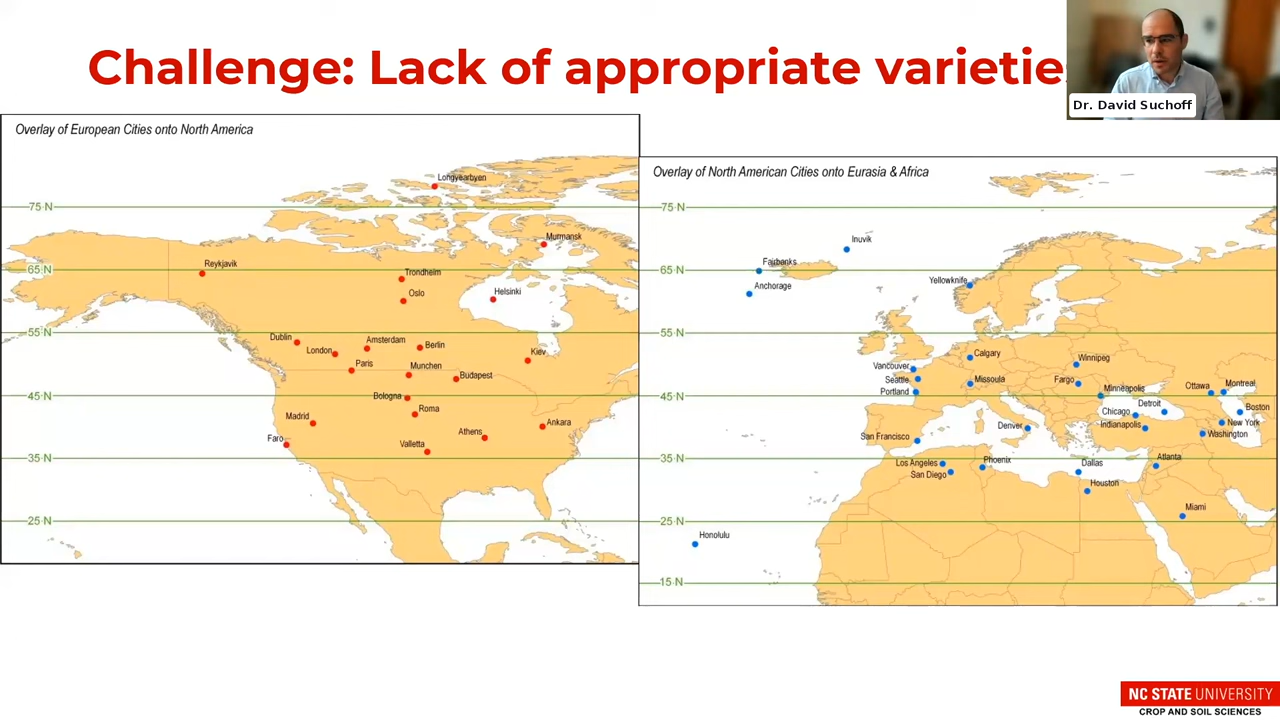 Challenge: Lack of appropriate varietie
Dr. David Suchoff
Overlay of European Cities onto North America
Longyearbyen
75 N
Murmansk
Reykjavik
65 N
Trondheim
Oslo
Helsinki
55 N
Dublin
Amsterdam
Berlin
London
Kiev
Paris
Munchen
Budapest
45 N
Bologna
Roma
Madrid
Ankara
Athens
Faro
Valletta
35 N
25 N
Overlay of North American Cities onto Eurasia & Africa
75 N
Inuvik
Fairbanks
65 N
Yellowknife
Anchorage
55 N
Calgary
Winnipeg
Vancouver
Seattle
Missoula
Fargo
Minneapolis
Ottawa
Montreal
Portland
45 N
Detroit
Boston
Chicago
New York
Denver
Indianapolis
Washington
San Francisco
35 N
Los Angeles
Phoenix
Dallas
Atlanta
San Diego
Houston
Miami
25 N
Honolulu
15 N
NC STATE UNIVERSITY
CROP AND SOIL SCIENCES